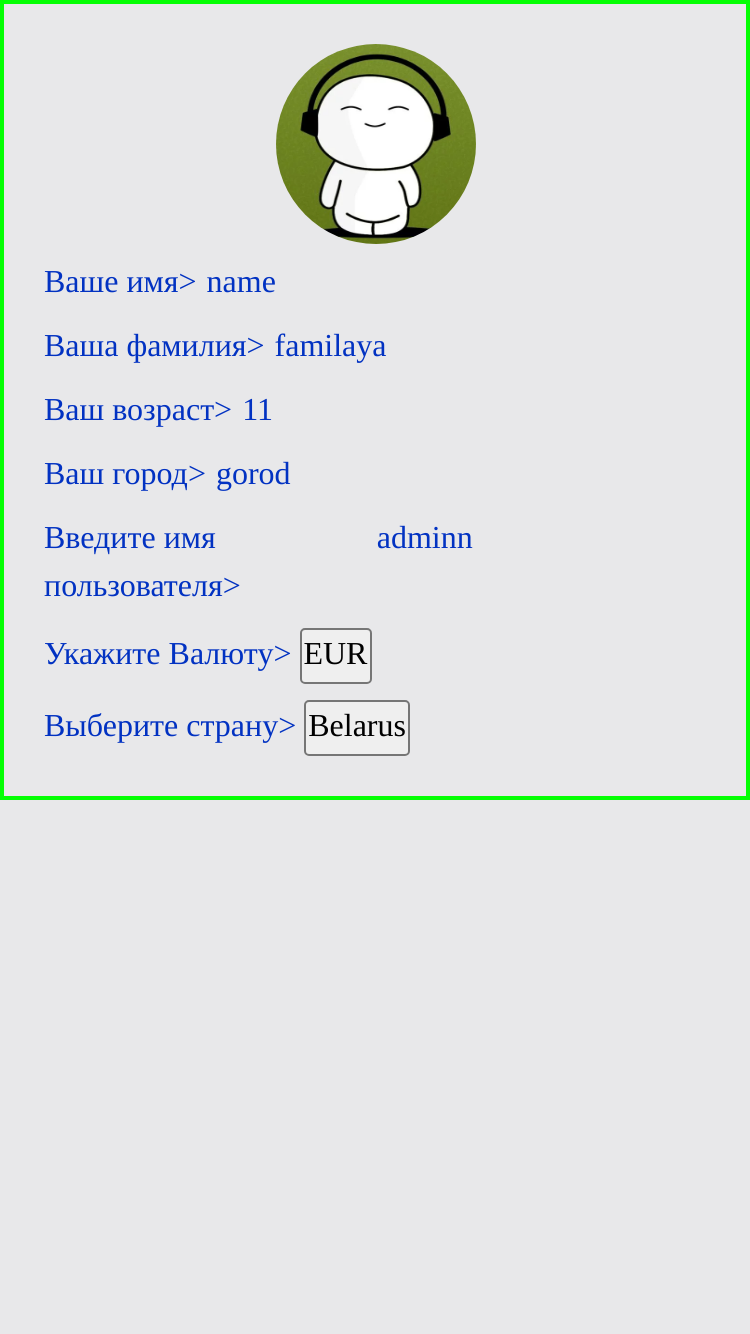 Ваше имя> name
Ваша фамилия> familaya
Ваш возраст> 11
Ваш город> gorod
Введите имя adminn
пользователя>
Укажите Валюту> EUR
Выберите страну> Belarus